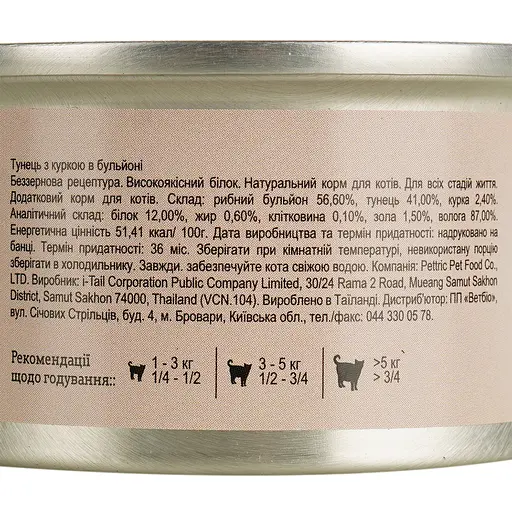 Тунець з куркою в бульйоні
Беззернова рецептура. Високоякісний білок. Натуральний корм для котів. Для всіх стадій життя.
Додатковий корм для котів. Склад: рибний бульйон 56,60%, тунець 41,00%, курка 2,40%.
Аналітичний склад: білок 12,00%, жир 0,60%, клітковина 0,10%, зола 1,50%, волога 87,00%.
Енергетична цінність 51,41 ккал/ 100г. Дата виробництва та термін придатності: надруковано на
банці. Термін придатності: 36 міс. Зберігати при кімнатній температурі, невикористану порцію
зберігати в холодильнику. Завжди. забезпечуйте кота свіжою водою. Компанія: Pettric Pet Food Co.,
LTD. Виробник: i-Tail Corporation Public Company Limited, 30/24 Rama 2 Road, Mueang Samut Sakhon
District, Samut Sakhon 74000, Thailand (VCN.104). Вироблено в Таїланді. Дистриб'ютор: ПП «Ветбіо»,
вул. Січових Стрільців, буд. 4, м. Бровари, Київська обл., тел./факс: 044 330 05 78.
Рекомендації
щодо годування::
1 - 3 кг
1/4 - 1/2
3 - 5 кг
1/2 - 3/4
>5 кг`
> 3/4